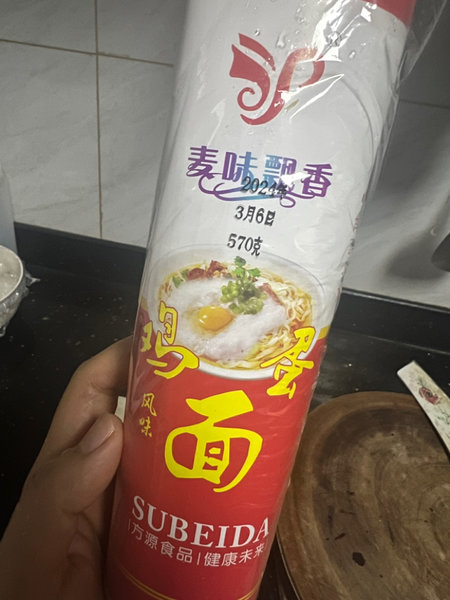 麦味飘香
2024年
3月6日
570克
鸡蛋
风味
面
SUBEIDA
方源食品|健康未来